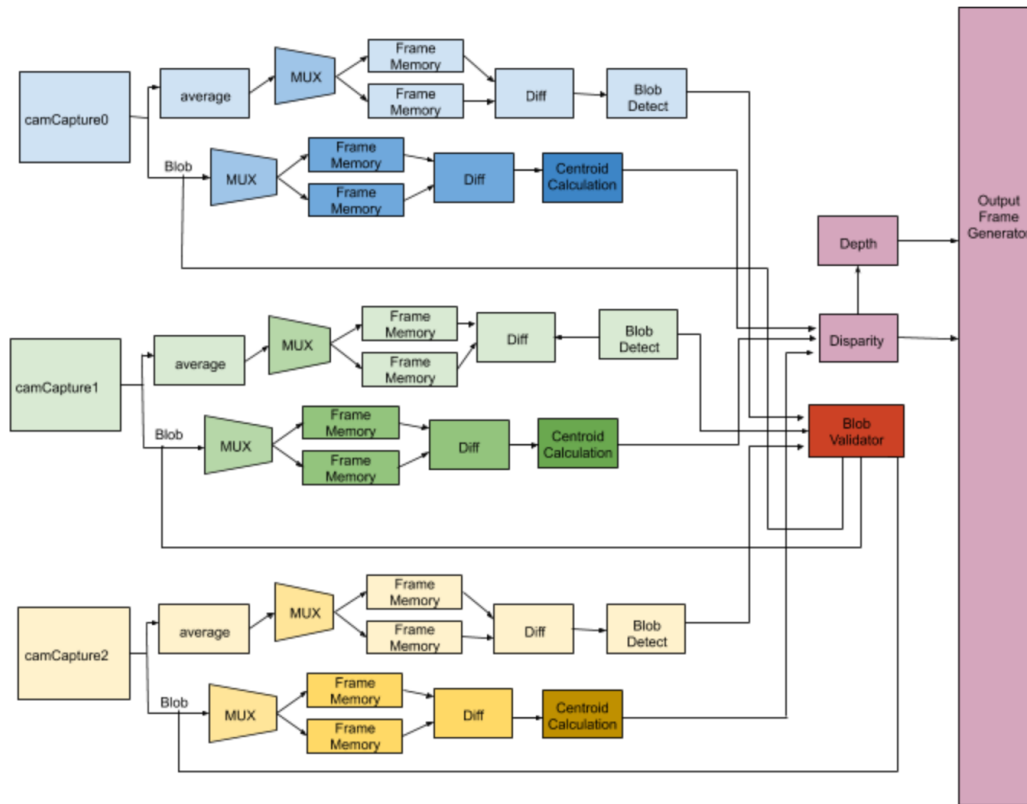 camCapture0
average
MUX
Frame
Memory
Frame
Memory
Diff
Blob
Detect
Blob
MUX
Frame
Memory
Frame
Memory
Diff
Centroid
Calculation
camCapture1
average
MUX
Frame
Memory
Frame
Memory
Diff
Blob
Detect
Blob
MUX
Frame
Memory
Frame
Memory
Diff
Centroid
Calculation
camCapture2
average
MUX
Frame
Memory
Frame
Memory
Diff
Blob
Detect
Blob
MUX
Frame
Memory
Frame
Memory
Diff
Centroid
Calculation
Depth
Disparity
Blob
Validator
Output
Frame
Generator